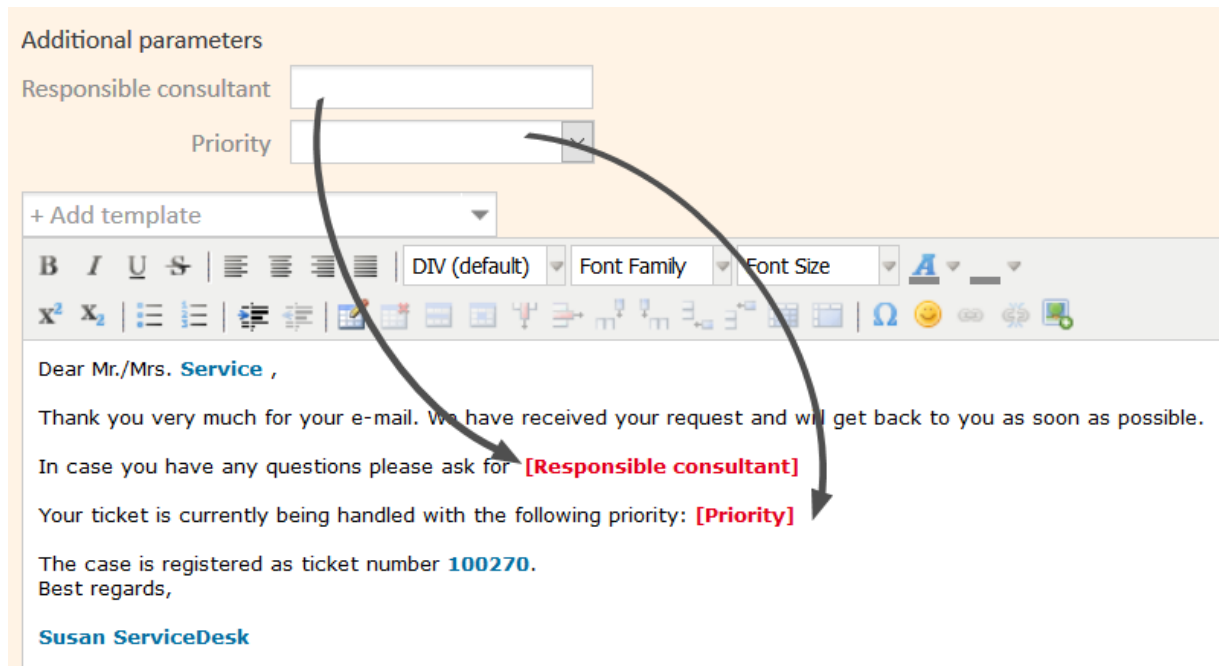 Additional parameters
Responsible consultant
Priority
+ Add template
B I U S DIV (default) Font Family Font Size A
x² x₂ Ω
Dear Mr./Mrs. Service ,
Thank you very much for your e-mail. We have received your request and will get back to you as soon as possible.
In case you have any questions please ask for [Responsible consultant]
Your ticket is currently being handled with the following priority: [Priority]
The case is registered as ticket number 100270.
Best regards,
Susan ServiceDesk